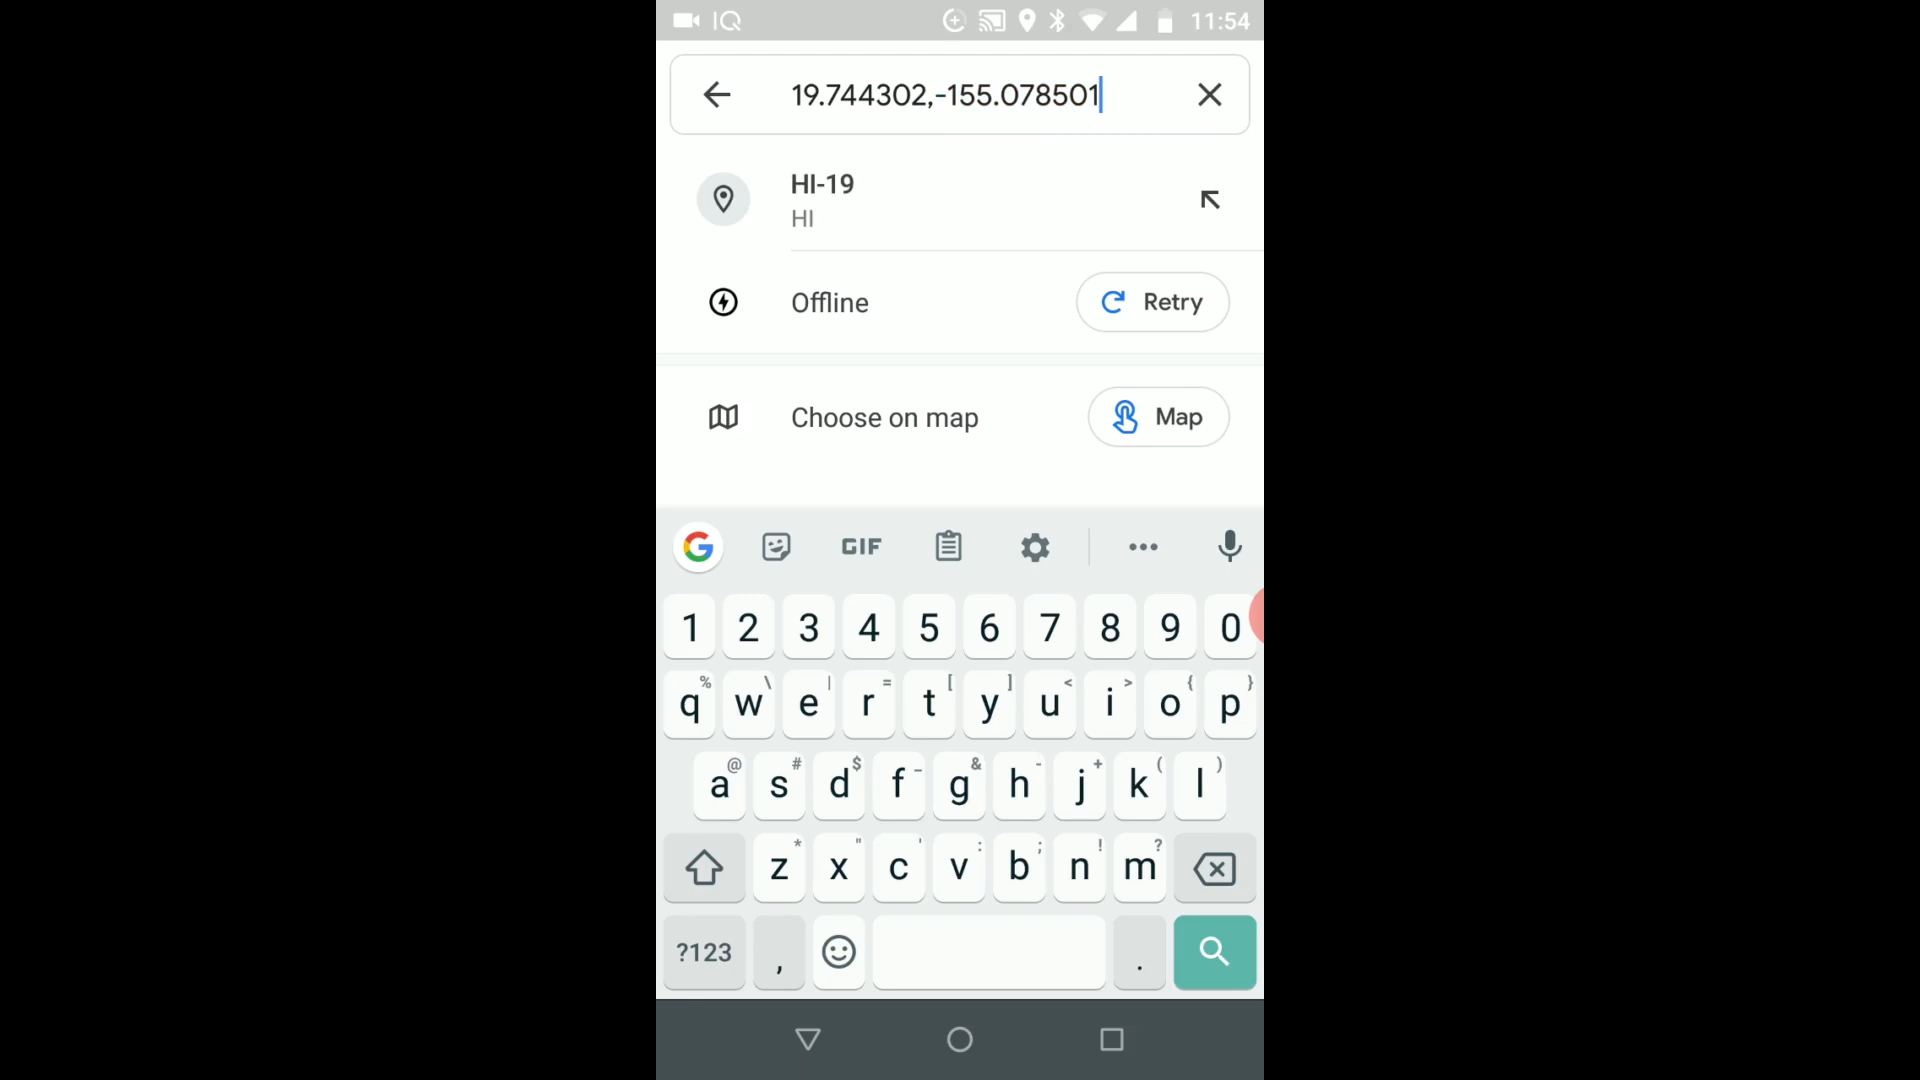 IQ 11:54
19.744302,-155.078501
HI-19
HI
Offline Retry
Choose on map Map
G GIF
1 2 3 4 5 6 7 8 9 0
% \ | = [ ] < > { }
q w e r t y u i o p
@ # $ _ & - + ( )
a s d f g h j k l
* " ' : ; ! ?
z x c v b n m
?123 , .